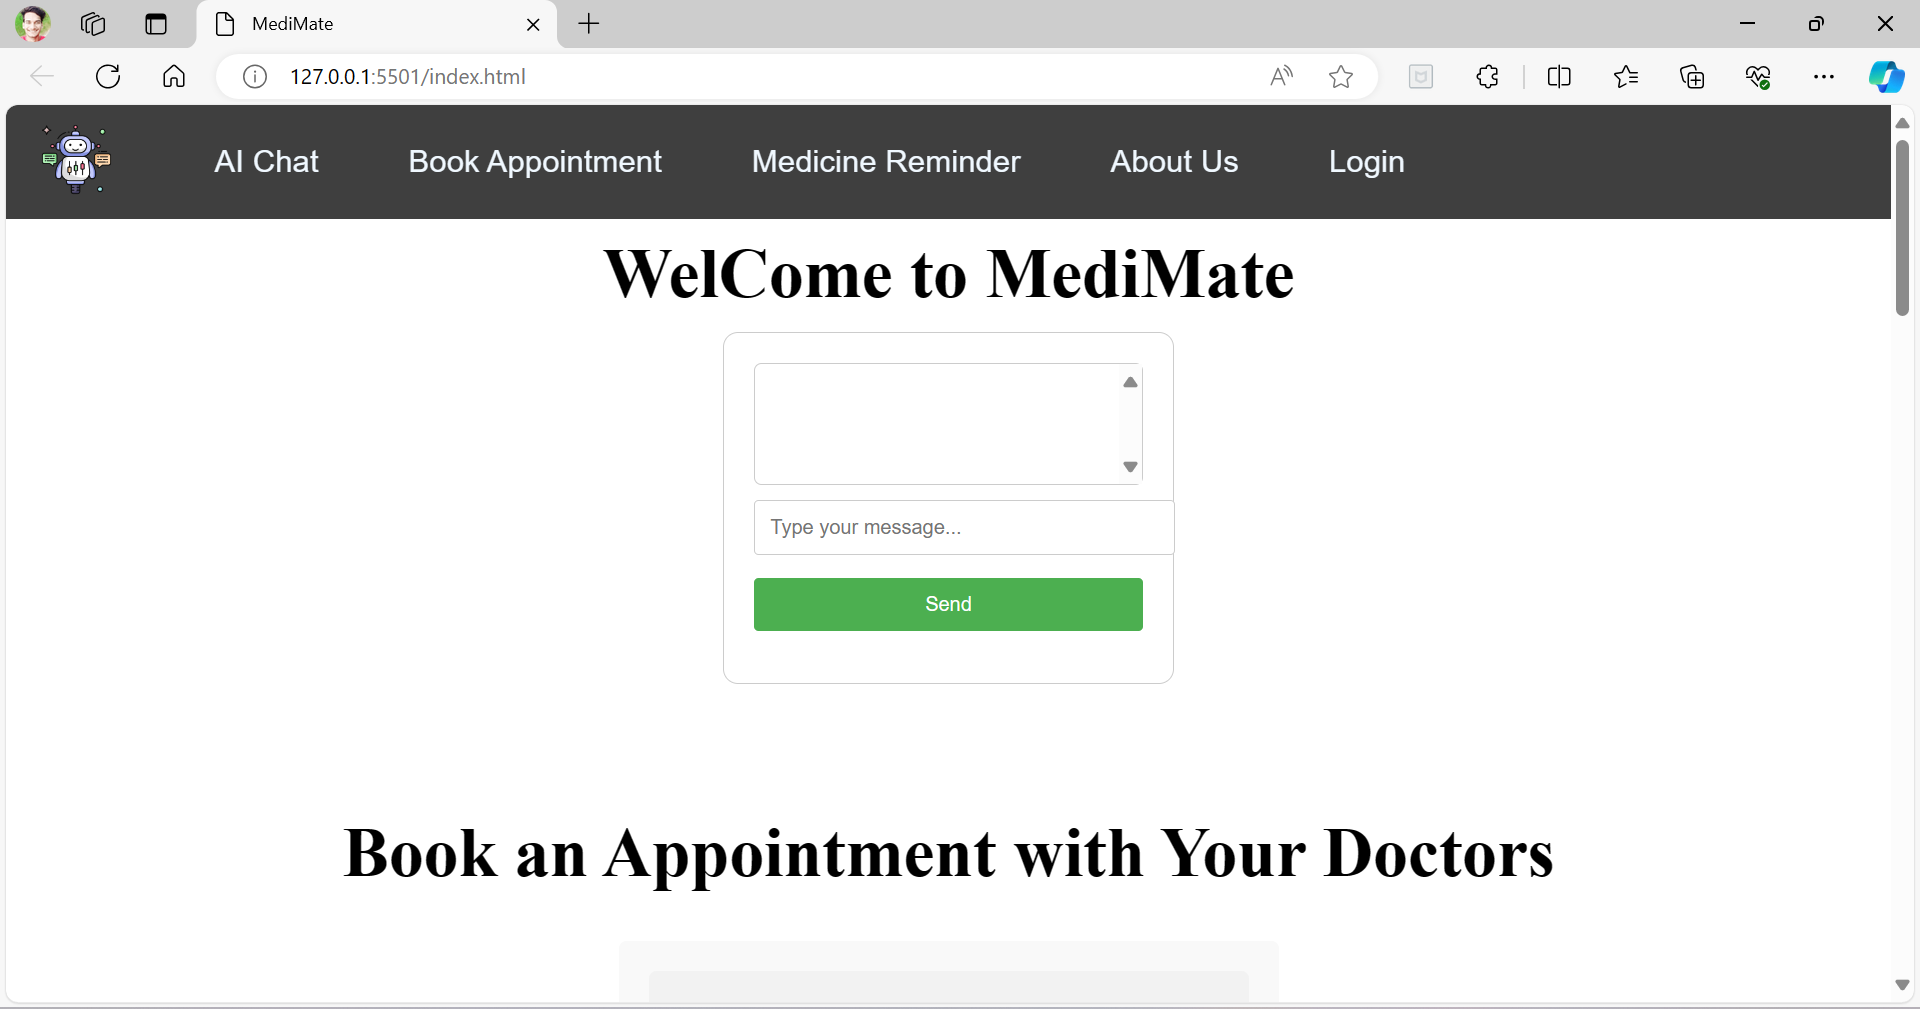 MediMate
127.0.0.1:5501/index.html
AI Chat Book Appointment Medicine Reminder About Us Login
WelCome to MediMate
Type your message...
Send
Book an Appointment with Your Doctors